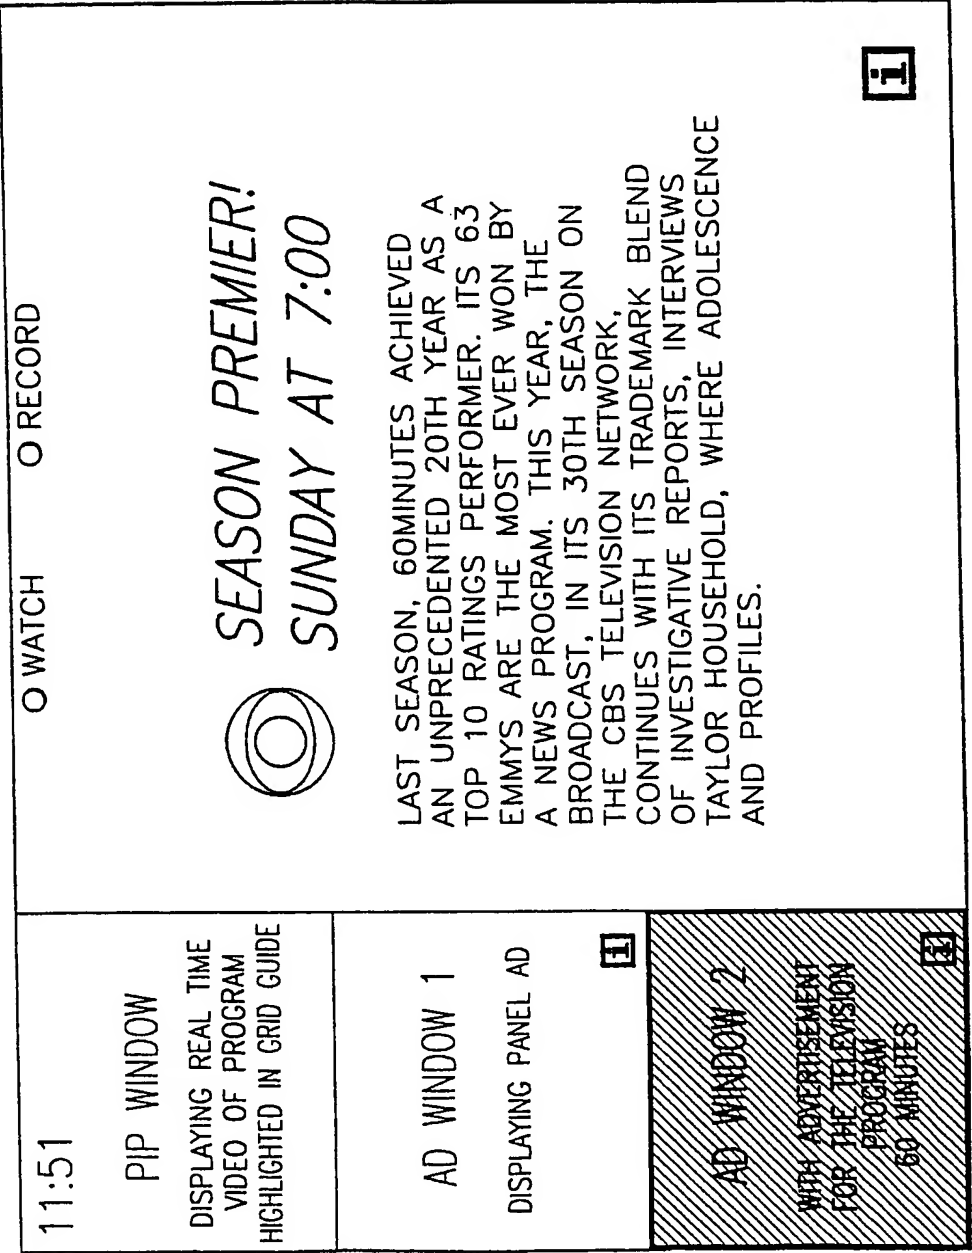 11:51
PIP WINDOW
DISPLAYING REAL TIME
VIDEO OF PROGRAM
HIGHLIGHTED IN GRID GUIDE
AD WINDOW 1
DISPLAYING PANEL AD
i
AD WINDOW 2
WITH ADVERTISEMENT
FOR THE TELEVISION
PROGRAM
60 MINUTES
i
O WATCH O RECORD
SEASON PREMIER!
SUNDAY AT 7:00
LAST SEASON, 60MINUTES ACHIEVED
AN UNPRECEDENTED 20TH YEAR AS A
TOP 10 RATINGS PERFORMER. ITS 63
EMMYS ARE THE MOST EVER WON BY
A NEWS PROGRAM. THIS YEAR, THE
BROADCAST, IN ITS 30TH SEASON ON
THE CBS TELEVISION NETWORK,
CONTINUES WITH ITS TRADEMARK BLEND
OF INVESTIGATIVE REPORTS, INTERVIEWS
TAYLOR HOUSEHOLD, WHERE ADOLESCENCE
AND PROFILES.
i